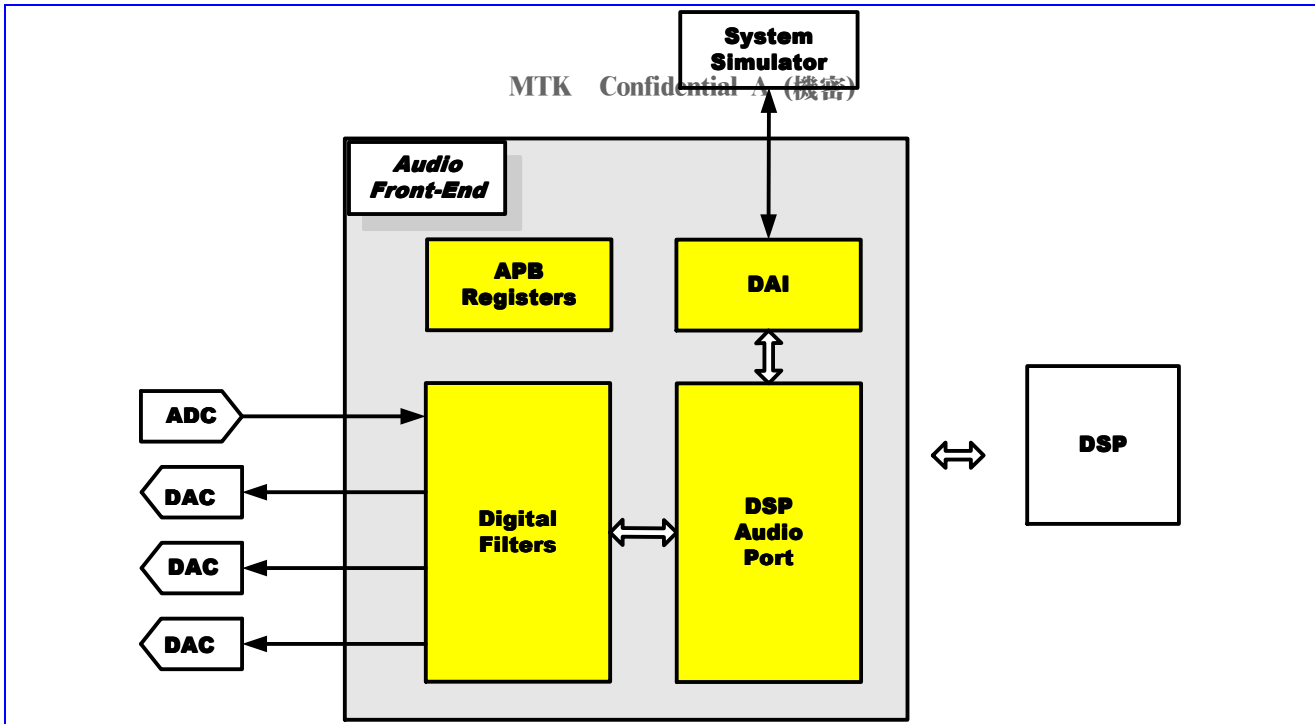 System
Simulator
MTK Confidential A (機密)
Audio
Front-End
APB
Registers
DAI
ADC
DAC
DAC
DAC
Digital
Filters
DSP
Audio
Port
DSP